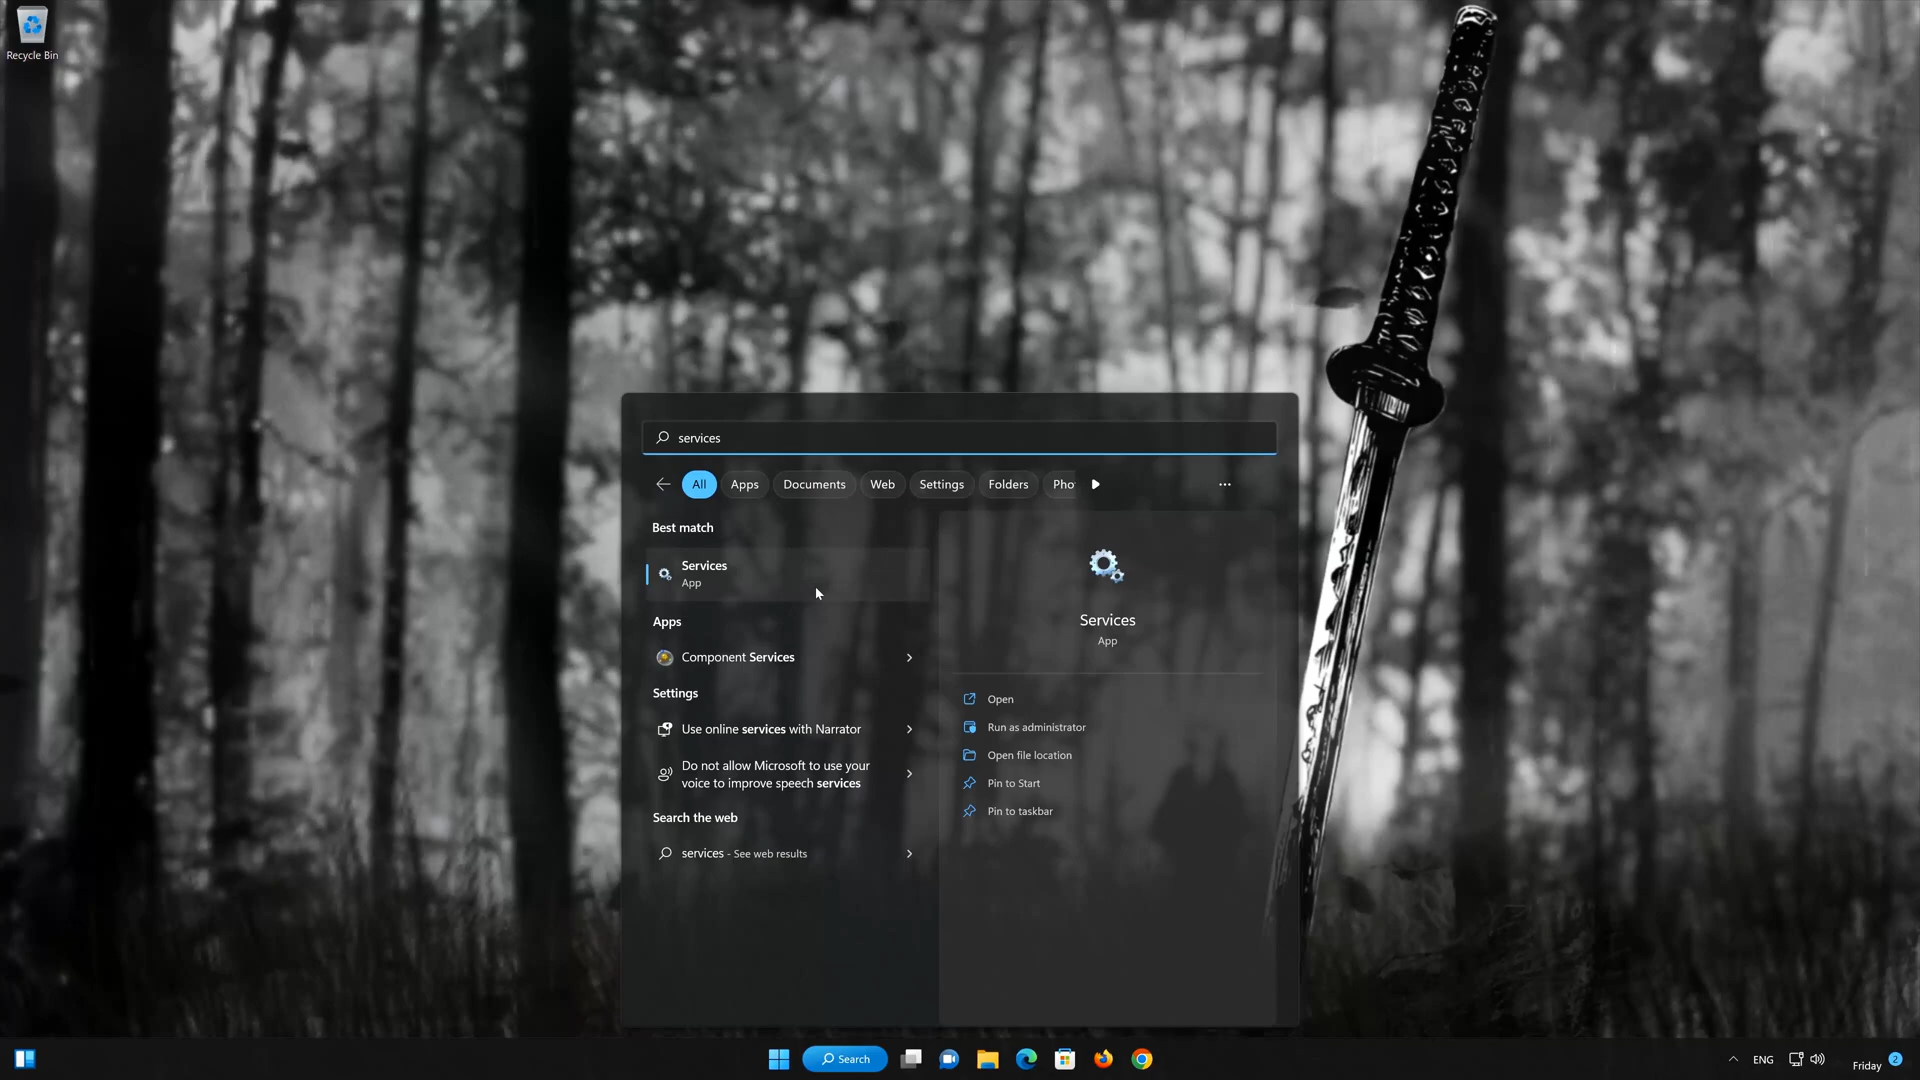 Recycle Bin
services
All
Apps
Documents
Web
Settings
Folders
Pho
Best match
Services
App
Apps
Component Services
Settings
Use online services with Narrator
Do not allow Microsoft to use your
voice to improve speech services
Search the web
services - See web results
Services
App
Open
Run as administrator
Open file location
Pin to Start
Pin to taskbar
Search
ENG
Friday
2